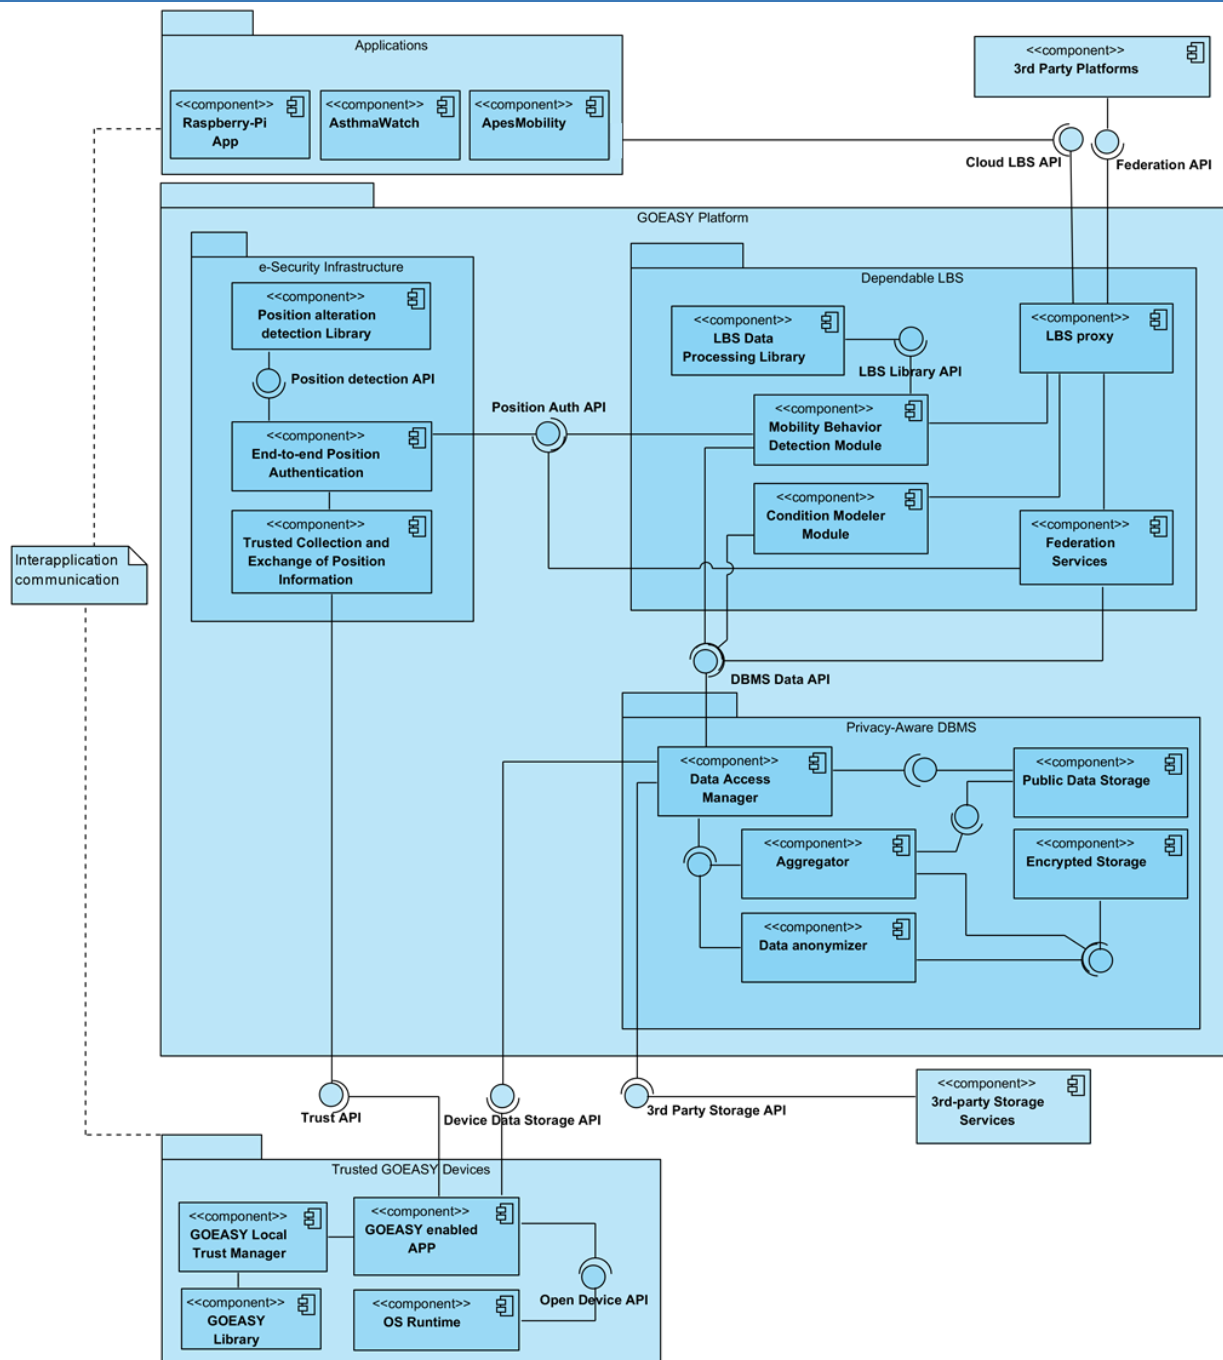 Applications
<<component>>
Raspberry-Pi
App
<<component>>
AsthmaWatch
<<component>>
ApesMobility
<<component>>
3rd Party Platforms
Cloud LBS API
Federation API
GOEASY Platform
e-Security Infrastructure
<<component>>
Position alteration
detection Library
Position detection API
<<component>>
End-to-end Position
Authentication
<<component>>
Trusted Collection and
Exchange of Position
Information
Position Auth API
Dependable LBS
<<component>>
LBS Data
Processing Library
LBS Library API
<<component>>
LBS proxy
<<component>>
Mobility Behavior
Detection Module
<<component>>
Condition Modeler
Module
<<component>>
Federation
Services
Interapplication
communication
DBMS Data API
Privacy-Aware DBMS
<<component>>
Data Access
Manager
<<component>>
Public Data Storage
<<component>>
Aggregator
<<component>>
Encrypted Storage
<<component>>
Data anonymizer
Trust API
Device Data Storage API
3rd Party Storage API
<<component>>
3rd-party Storage
Services
Trusted GOEASY Devices
<<component>>
GOEASY Local
Trust Manager
<<component>>
GOEASY enabled
APP
<<component>>
GOEASY
Library
<<component>>
OS Runtime
Open Device API